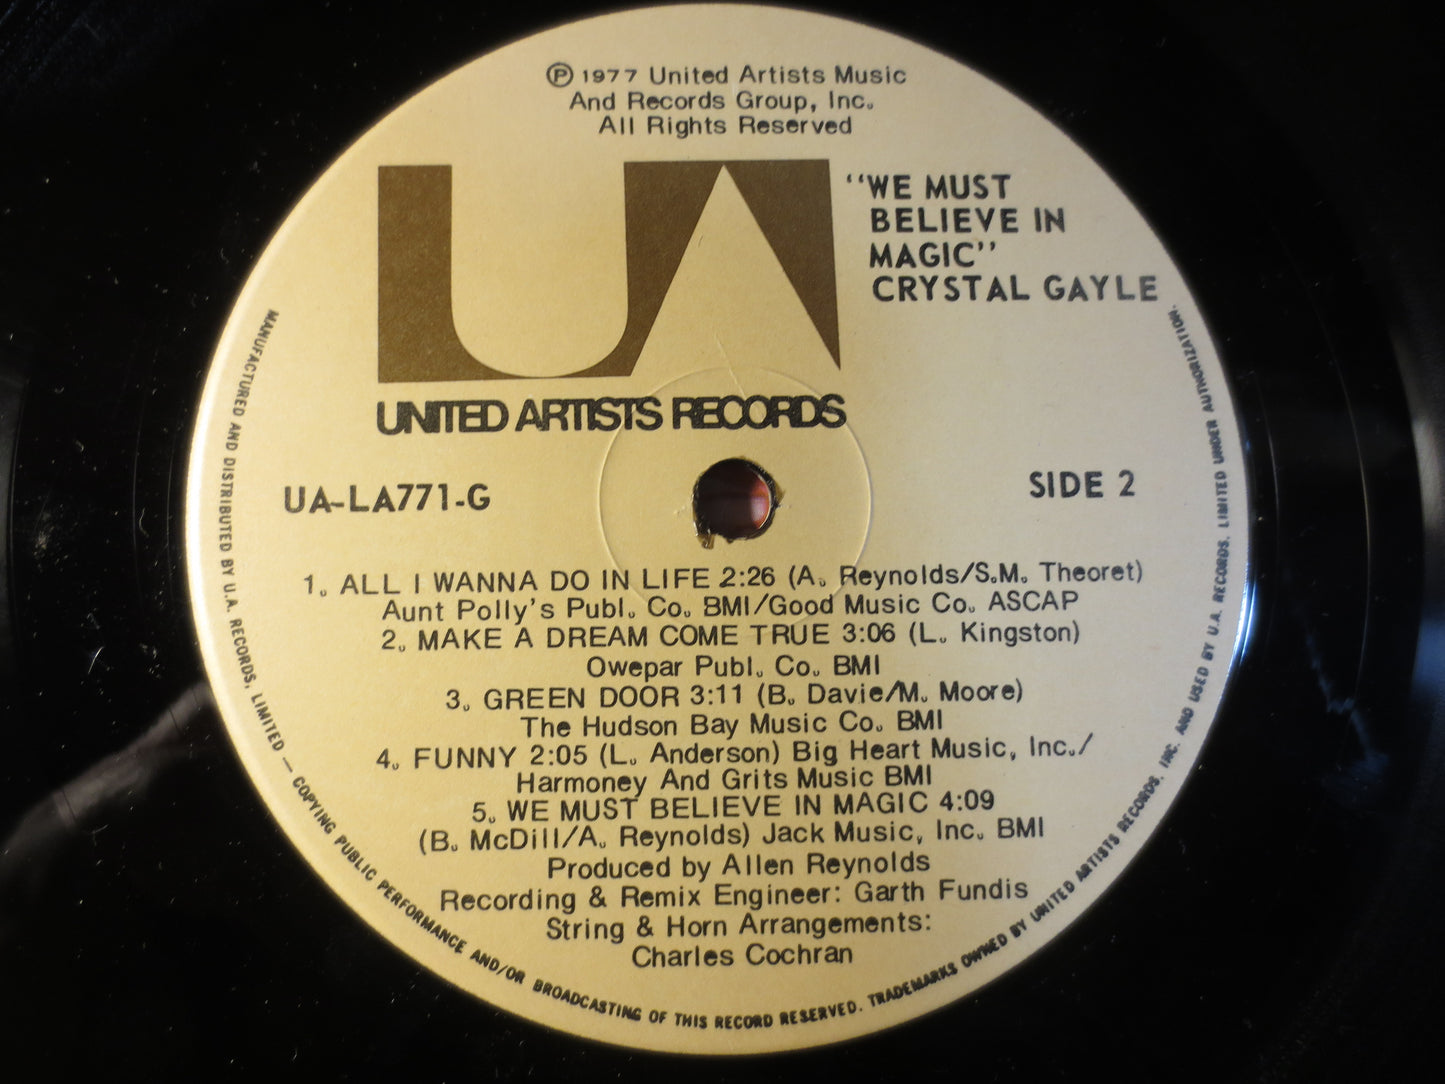 Ⓟ 1977 United Artists Music
And Records Group, Inc.
All Rights Reserved
UA
"WE MUST
BELIEVE IN
MAGIC"
CRYSTAL GAYLE
UNITED ARTISTS RECORDS
UA-LA771-G
SIDE 2
1. ALL I WANNA DO IN LIFE 2:26 (A. Reynolds/S.M. Theoret)
Aunt Polly's Publ. Co. BMI/Good Music Co. ASCAP
2. MAKE A DREAM COME TRUE 3:06 (L. Kingston)
Owepar Publ. Co. BMI
3. GREEN DOOR 3:11 (B. Davie/M. Moore)
The Hudson Bay Music Co. BMI
4. FUNNY 2:05 (L. Anderson) Big Heart Music, Inc./
Harmoney And Grits Music BMI
5. WE MUST BELIEVE IN MAGIC 4:09
(B. McDill/A. Reynolds) Jack Music, Inc. BMI
Produced by Allen Reynolds
Recording & Remix Engineer: Garth Fundis
String & Horn Arrangements:
Charles Cochran
MANUFACTURED AND DISTRIBUTED BY U.A. RECORDS, LIMITED — COPYING PUBLIC PERFORMANCE AND/OR BROADCASTING OF THIS RECORD RESERVED. TRADEMARKS OWNED BY UNITED ARTISTS RECORDS, INC. AND USED BY U.A. RECORDS, LIMITED UNDER AUTHORIZATION.